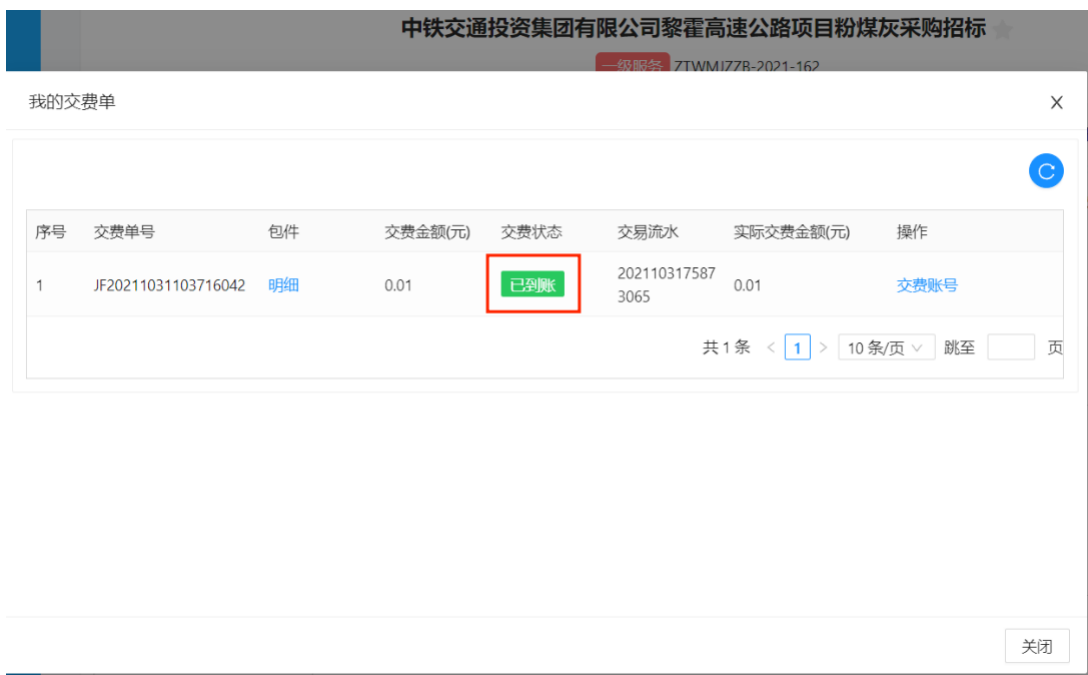 中铁交通投资集团有限公司黎霍高速公路项目粉煤灰采购招标
一级服务 ZTWMJZZB-2021-162
我的交费单
序号 交费单号 包件 交费金额(元) 交费状态 交易流水 实际交费金额(元) 操作
1 JF20211031103716042 明细 0.01 已到账 202110317587 0.01 交费账号
3065
共 1 条 < 1 > 10 条/页 跳至 页
关闭